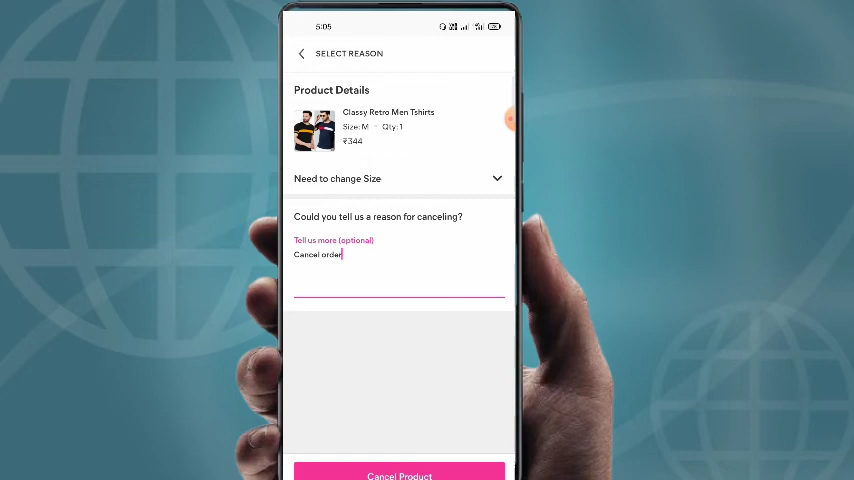 5:05
SELECT REASON
Product Details
Classy Retro Men Tshirts
Size: M - Qty: 1
₹344
Need to change Size
Could you tell us a reason for canceling?
Tell us more (optional)
Cancel order
Cancel Product